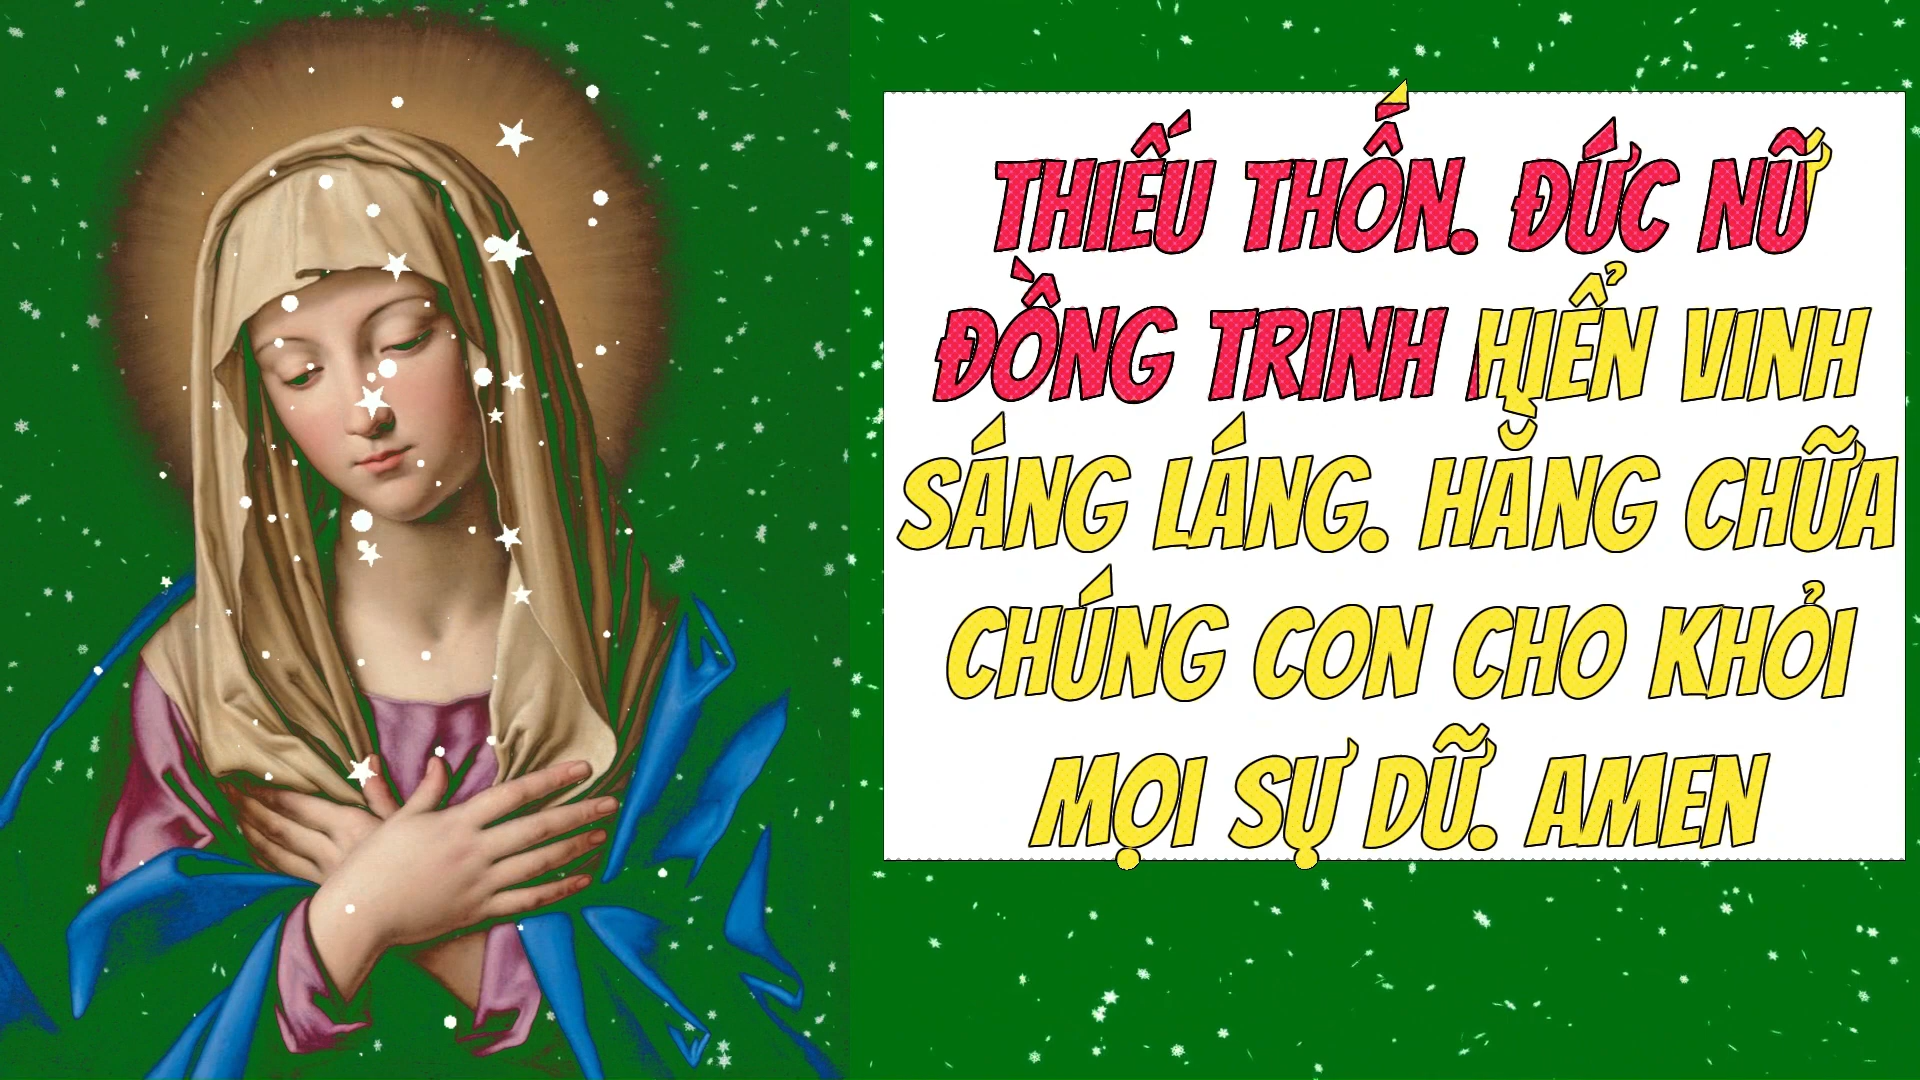 THIẾU THỐN. ĐỨC NỮ
ĐỒNG TRINH HIỂN VINH
SÁNG LÁNG. HẰNG CHỮA
CHÚNG CON CHO KHỎI
MỌI SỰ DỮ. AMEN